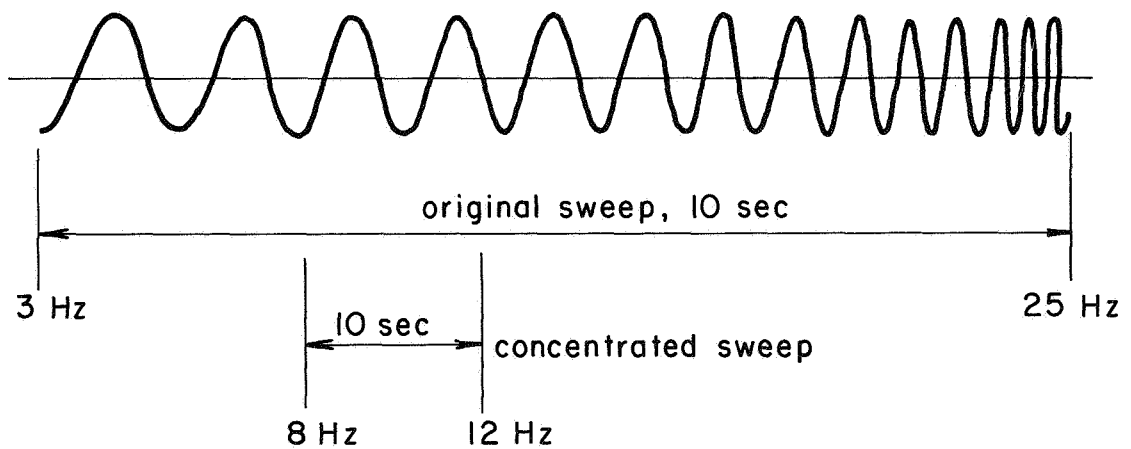 original sweep, 10 sec
3 Hz
25 Hz
10 sec
concentrated sweep
8 Hz
12 Hz